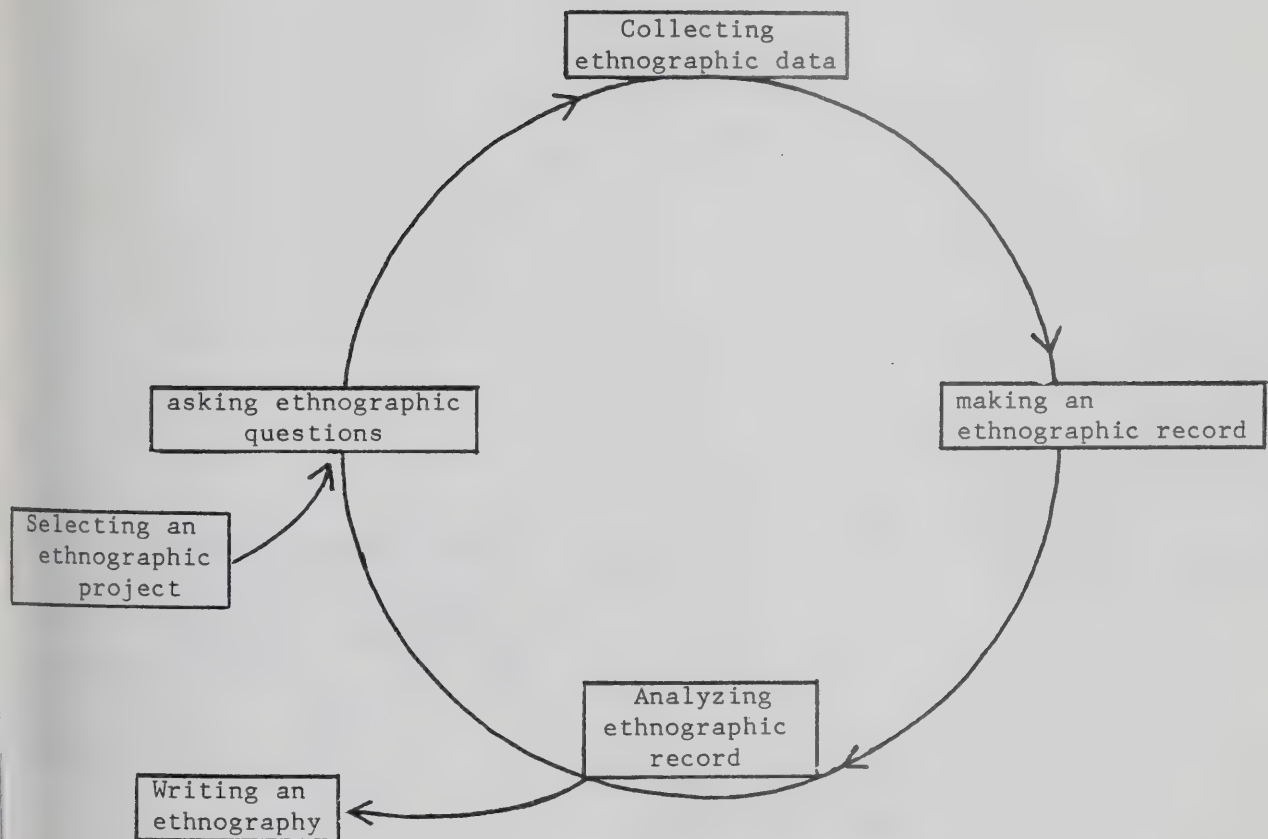 Collecting
ethnographic data
asking ethnographic
questions
making an
ethnographic record
Selecting an
ethnographic
project
Analyzing
ethnographic
record
Writing an
ethnography